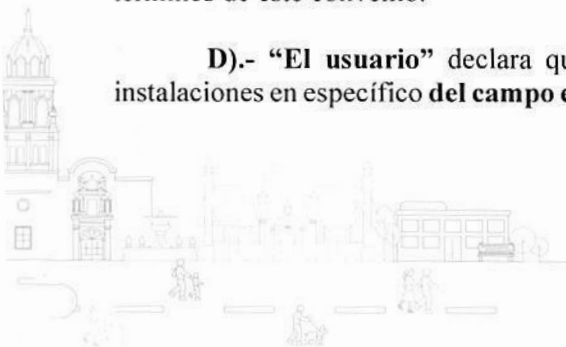 D).- “El usuario” declara qu
instalaciones en específico del campo e